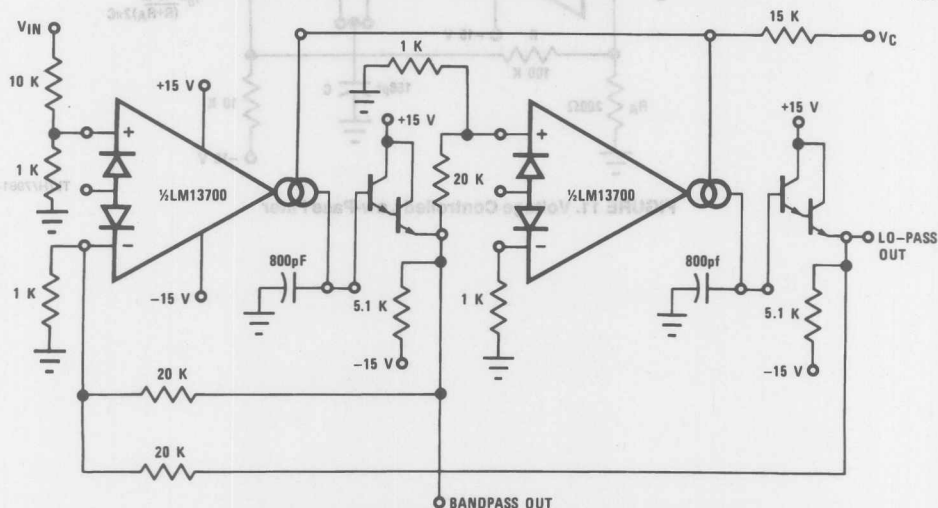 VIN
15 K
VC
10 K
1 K
+15 V
+15 V
+15 V
1 K
½LM13700
20 K
½LM13700
LO-PASS
OUT
800pF
5.1 K
800pf
5.1 K
1 K
-15 V
1 K
-15 V
-15 V
20 K
20 K
BANDPASS OUT